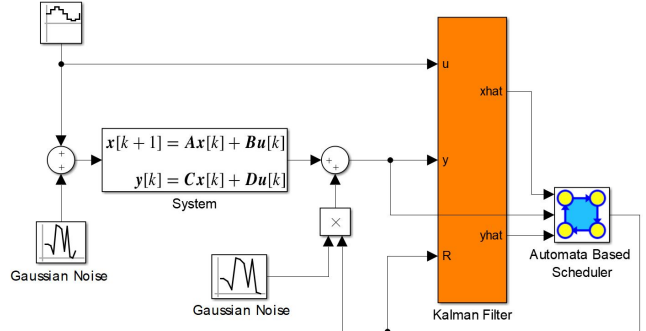 u
xhat
+
+
x[k + 1] = Ax[k] + Bu[k]
y[k] = Cx[k] + Du[k]
System
+
+
y
×
yhat
R
Gaussian Noise
Gaussian Noise
Automata Based
Scheduler
Kalman Filter